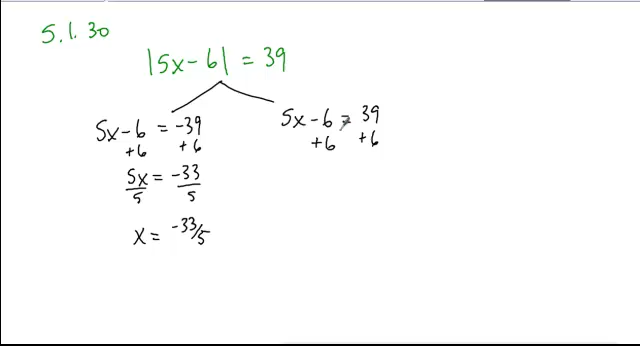 5.1.30
|5x-6| = 39
5x-6 = -39
+6 +6
5x = -33
5 5
x = -33/5
5x-6 = 39
+6 +6